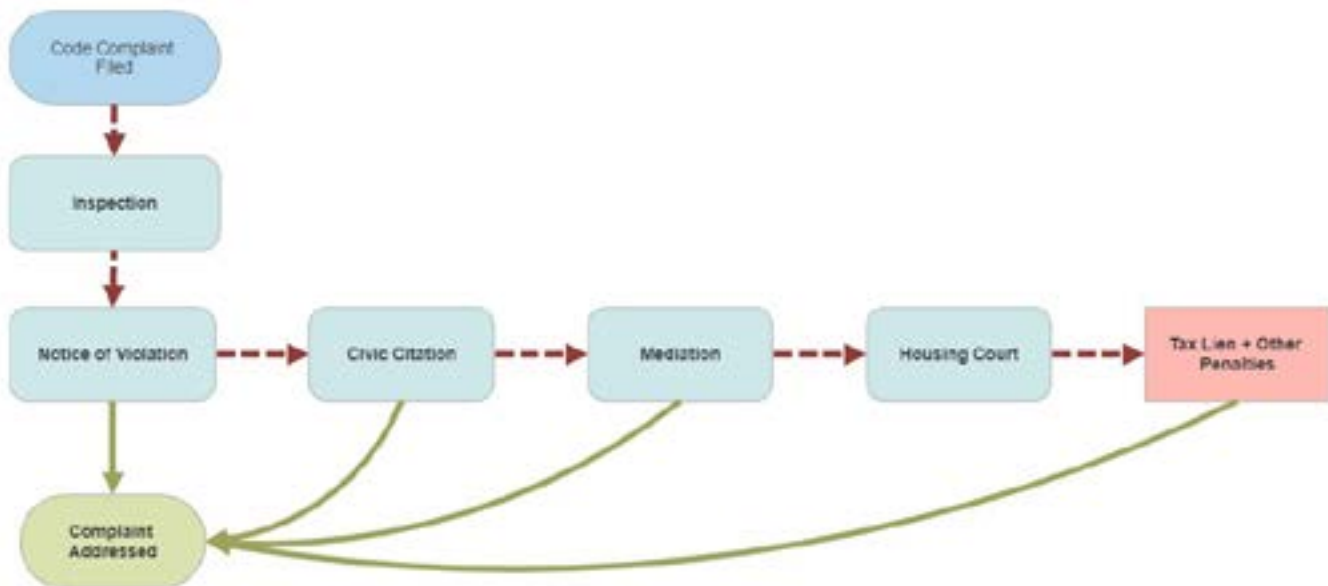 Code Complaint
Filed
Inspection
Notice of Violation
Civic Citation
Mediation
Housing Court
Tax Lien + Other
Penalties
Complaint
Addressed